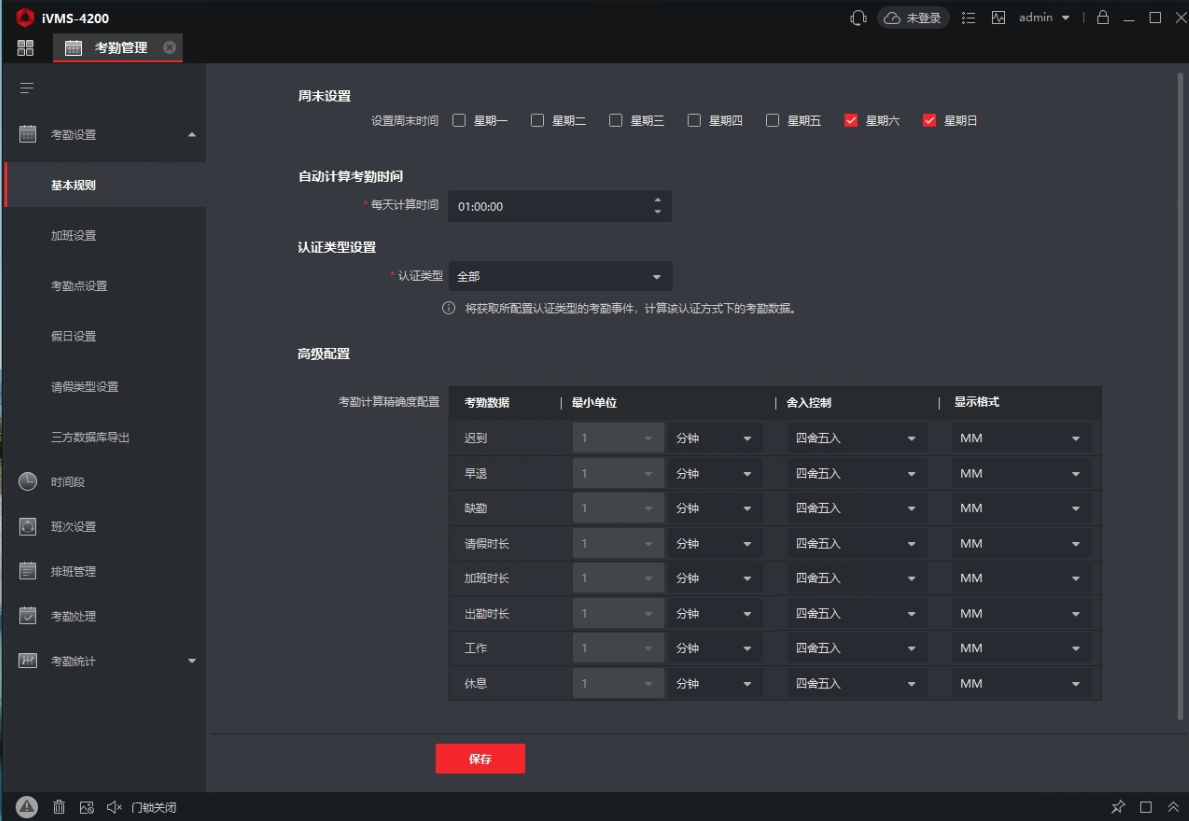 iVMS-4200
未登录
admin
考勤管理
考勤设置
基本规则
加班设置
考勤点设置
假日设置
请假类型设置
三方数据库导出
时间段
班次设置
排班管理
考勤处理
考勤统计
周末设置
设置周末时间 星期一 星期二 星期三 星期四 星期五 星期六 星期日
自动计算考勤时间
* 每天计算时间 01:00:00
认证类型设置
* 认证类型 全部
将获取所配置认证类型的考勤事件，计算该认证方式下的考勤数据。
高级配置
考勤计算精确度配置
考勤数据 | 最小单位 | 舍入控制 | 显示格式
迟到 1 分钟 四舍五入 MM
早退 1 分钟 四舍五入 MM
缺勤 1 分钟 四舍五入 MM
请假时长 1 分钟 四舍五入 MM
加班时长 1 分钟 四舍五入 MM
出勤时长 1 分钟 四舍五入 MM
工作 1 分钟 四舍五入 MM
休息 1 分钟 四舍五入 MM
保存
门锁关闭